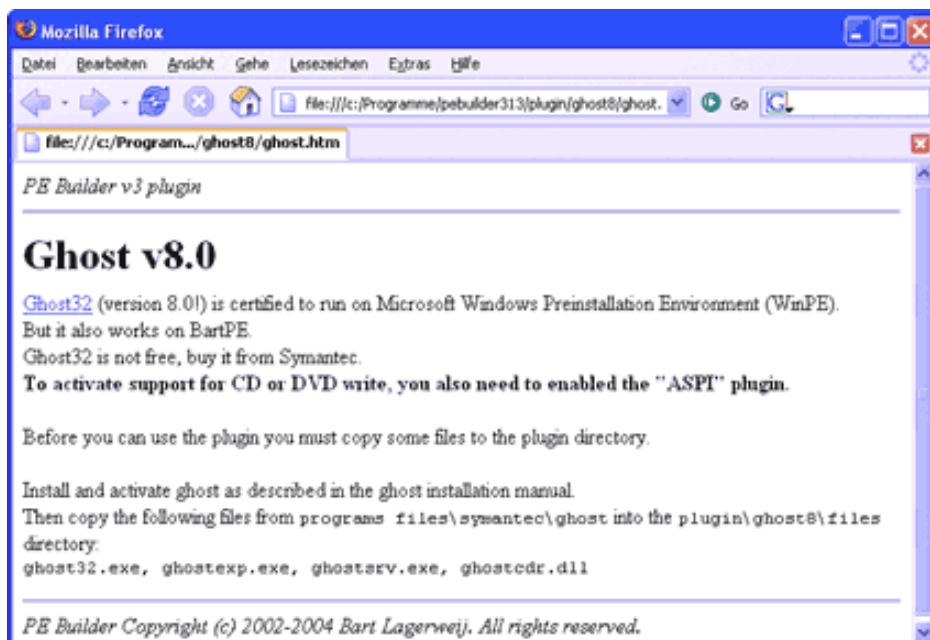 Mozilla Firefox
Datei Bearbeiten Ansicht Gehe Lesezeichen Extras Hilfe
file:///c:/Programme/pebuilder313/plugin/ghost8/ghost. Go
file:///c:/Program.../ghost8/ghost.htm
PE Builder v3 plugin
Ghost v8.0
Ghost32 (version 8.0!) is certified to run on Microsoft Windows Preinstallation Environment (WinPE).
But it also works on BartPE.
Ghost32 is not free, buy it from Symantec.
To activate support for CD or DVD write, you also need to enabled the "ASPI" plugin.
Before you can use the plugin you must copy some files to the plugin directory.
Install and activate ghost as described in the ghost installation manual.
Then copy the following files from programs files\symantec\ghost into the plugin\ghost8\files
directory:
ghost32.exe, ghostexp.exe, ghostsrv.exe, ghostcdr.dll
PE Builder Copyright (c) 2002-2004 Bart Lagerweij. All rights reserved.